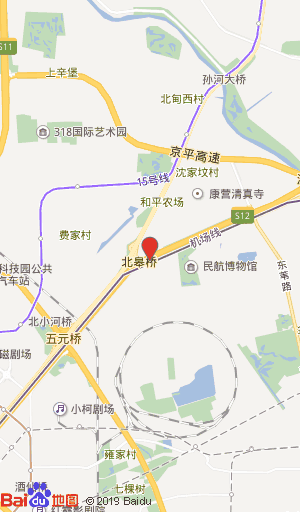 S11
孙河大桥
上辛堡
北甸西村
318国际艺术园
京平高速
沈家坟村
15号线
康营清真寺
和平农场
S12
机场线
费家村
北皋桥
民航博物馆
科技园公共
汽车站
东苇路
北小河桥
五元桥
磁剧场
小柯剧场
雍家村
七棵树
Baidu地图
© 2019 Baidu